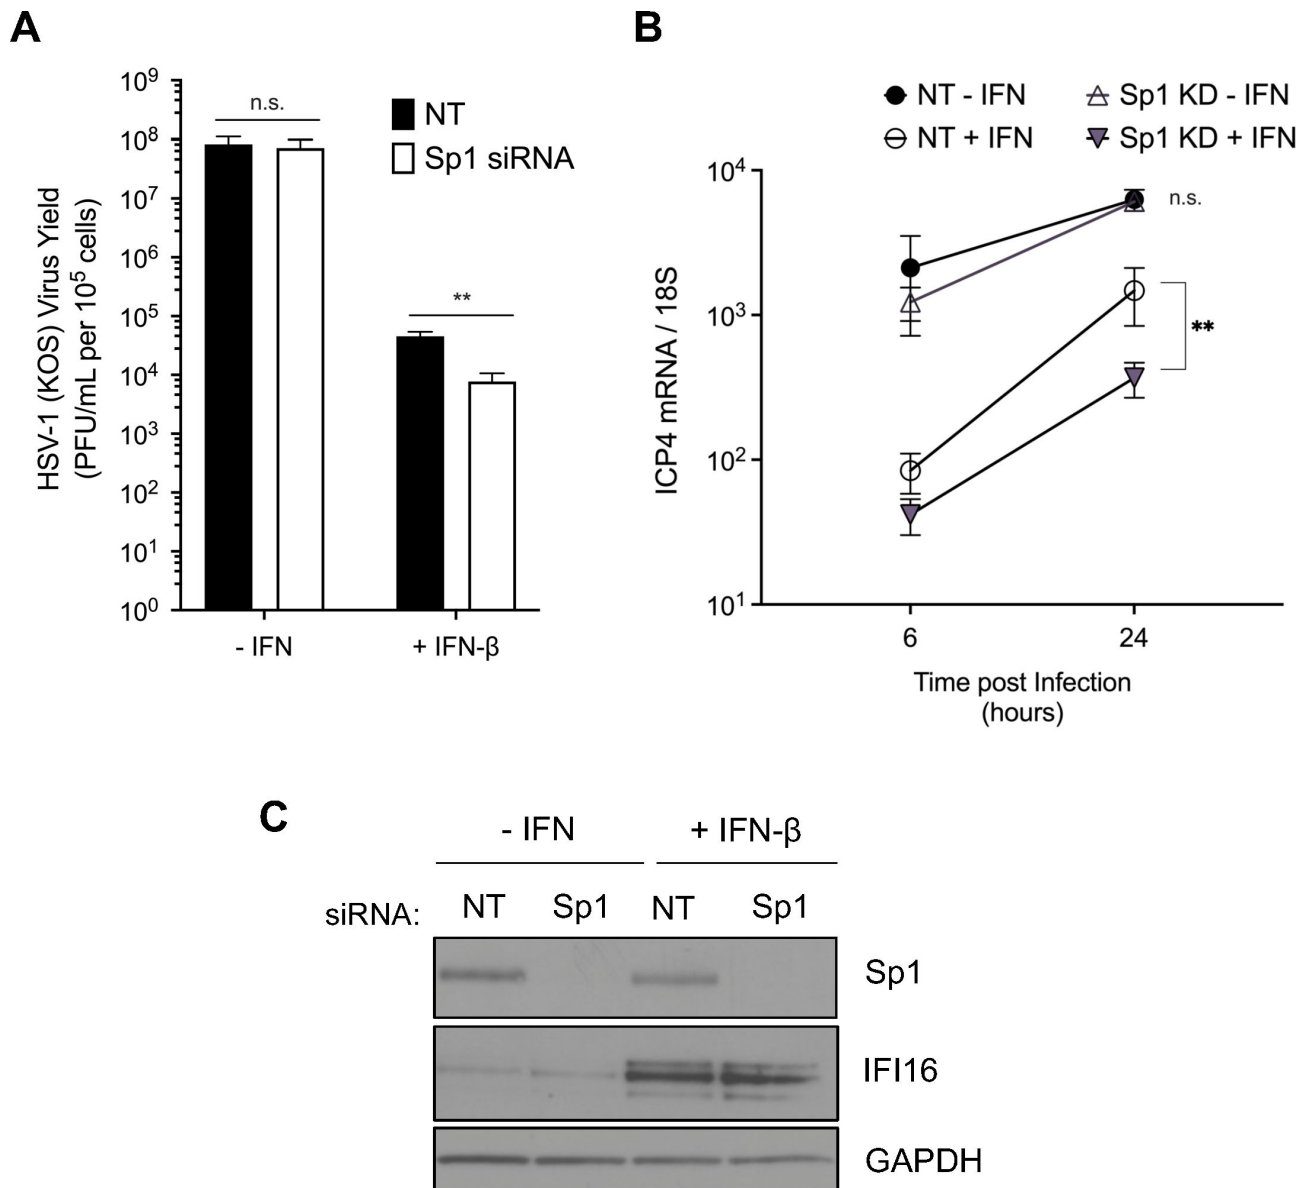 A
HSV-1 (KOS) Virus Yield
(PFU/mL per 10⁵ cells)
10⁹
10⁸
10⁷
10⁶
10⁵
10⁴
10³
10²
10¹
10⁰
n.s.
**
NT
Sp1 siRNA
- IFN
+ IFN-β
B
NT - IFN
Sp1 KD - IFN
NT + IFN
Sp1 KD + IFN
ICP4 mRNA / 18S
10⁴
10³
10²
10¹
n.s.
**
6
24
Time post Infection
(hours)
C
- IFN
+ IFN-β
siRNA:
NT
Sp1
NT
Sp1
Sp1
IFI16
GAPDH